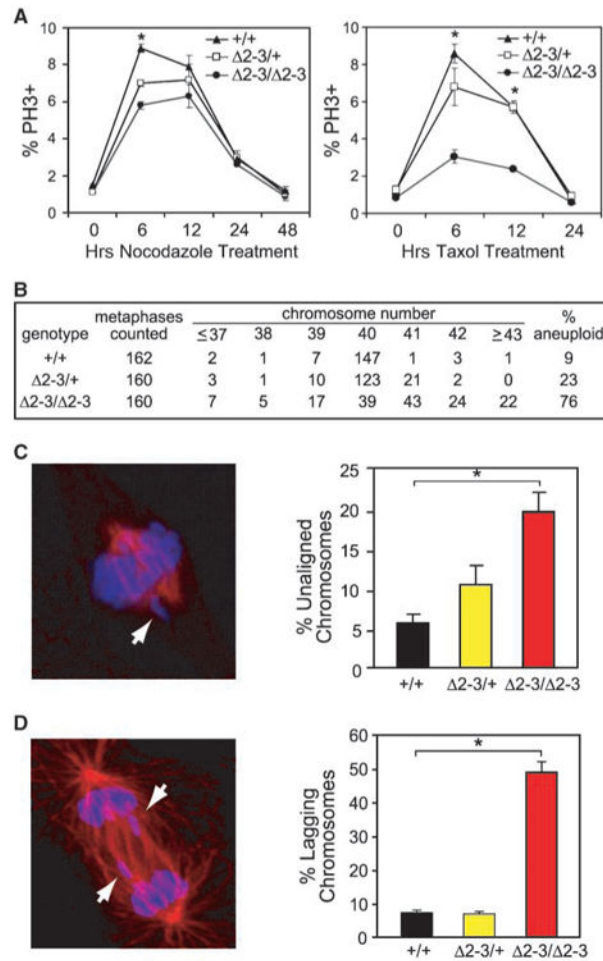 A
% PH3+
10
8
6
4
2
0
*
+/+
Δ2-3/+
Δ2-3/Δ2-3
0 6 12 24 48
Hrs Nocodazole Treatment
% PH3+
10
8
6
4
2
0
*
*
+/+
Δ2-3/+
Δ2-3/Δ2-3
0 6 12 24
Hrs Taxol Treatment
B
genotype metaphases counted chromosome number % aneuploid
≤37 38 39 40 41 42 ≥43
+/+ 162 2 1 7 147 1 3 1 9
Δ2-3/+ 160 3 1 10 123 21 2 0 23
Δ2-3/Δ2-3 160 7 5 17 39 43 24 22 76
C
% Unaligned
Chromosomes
25
20
15
10
5
0
*
+/+ Δ2-3/+ Δ2-3/Δ2-3
D
% Lagging
Chromosomes
60
50
40
30
20
10
0
*
+/+ Δ2-3/+ Δ2-3/Δ2-3